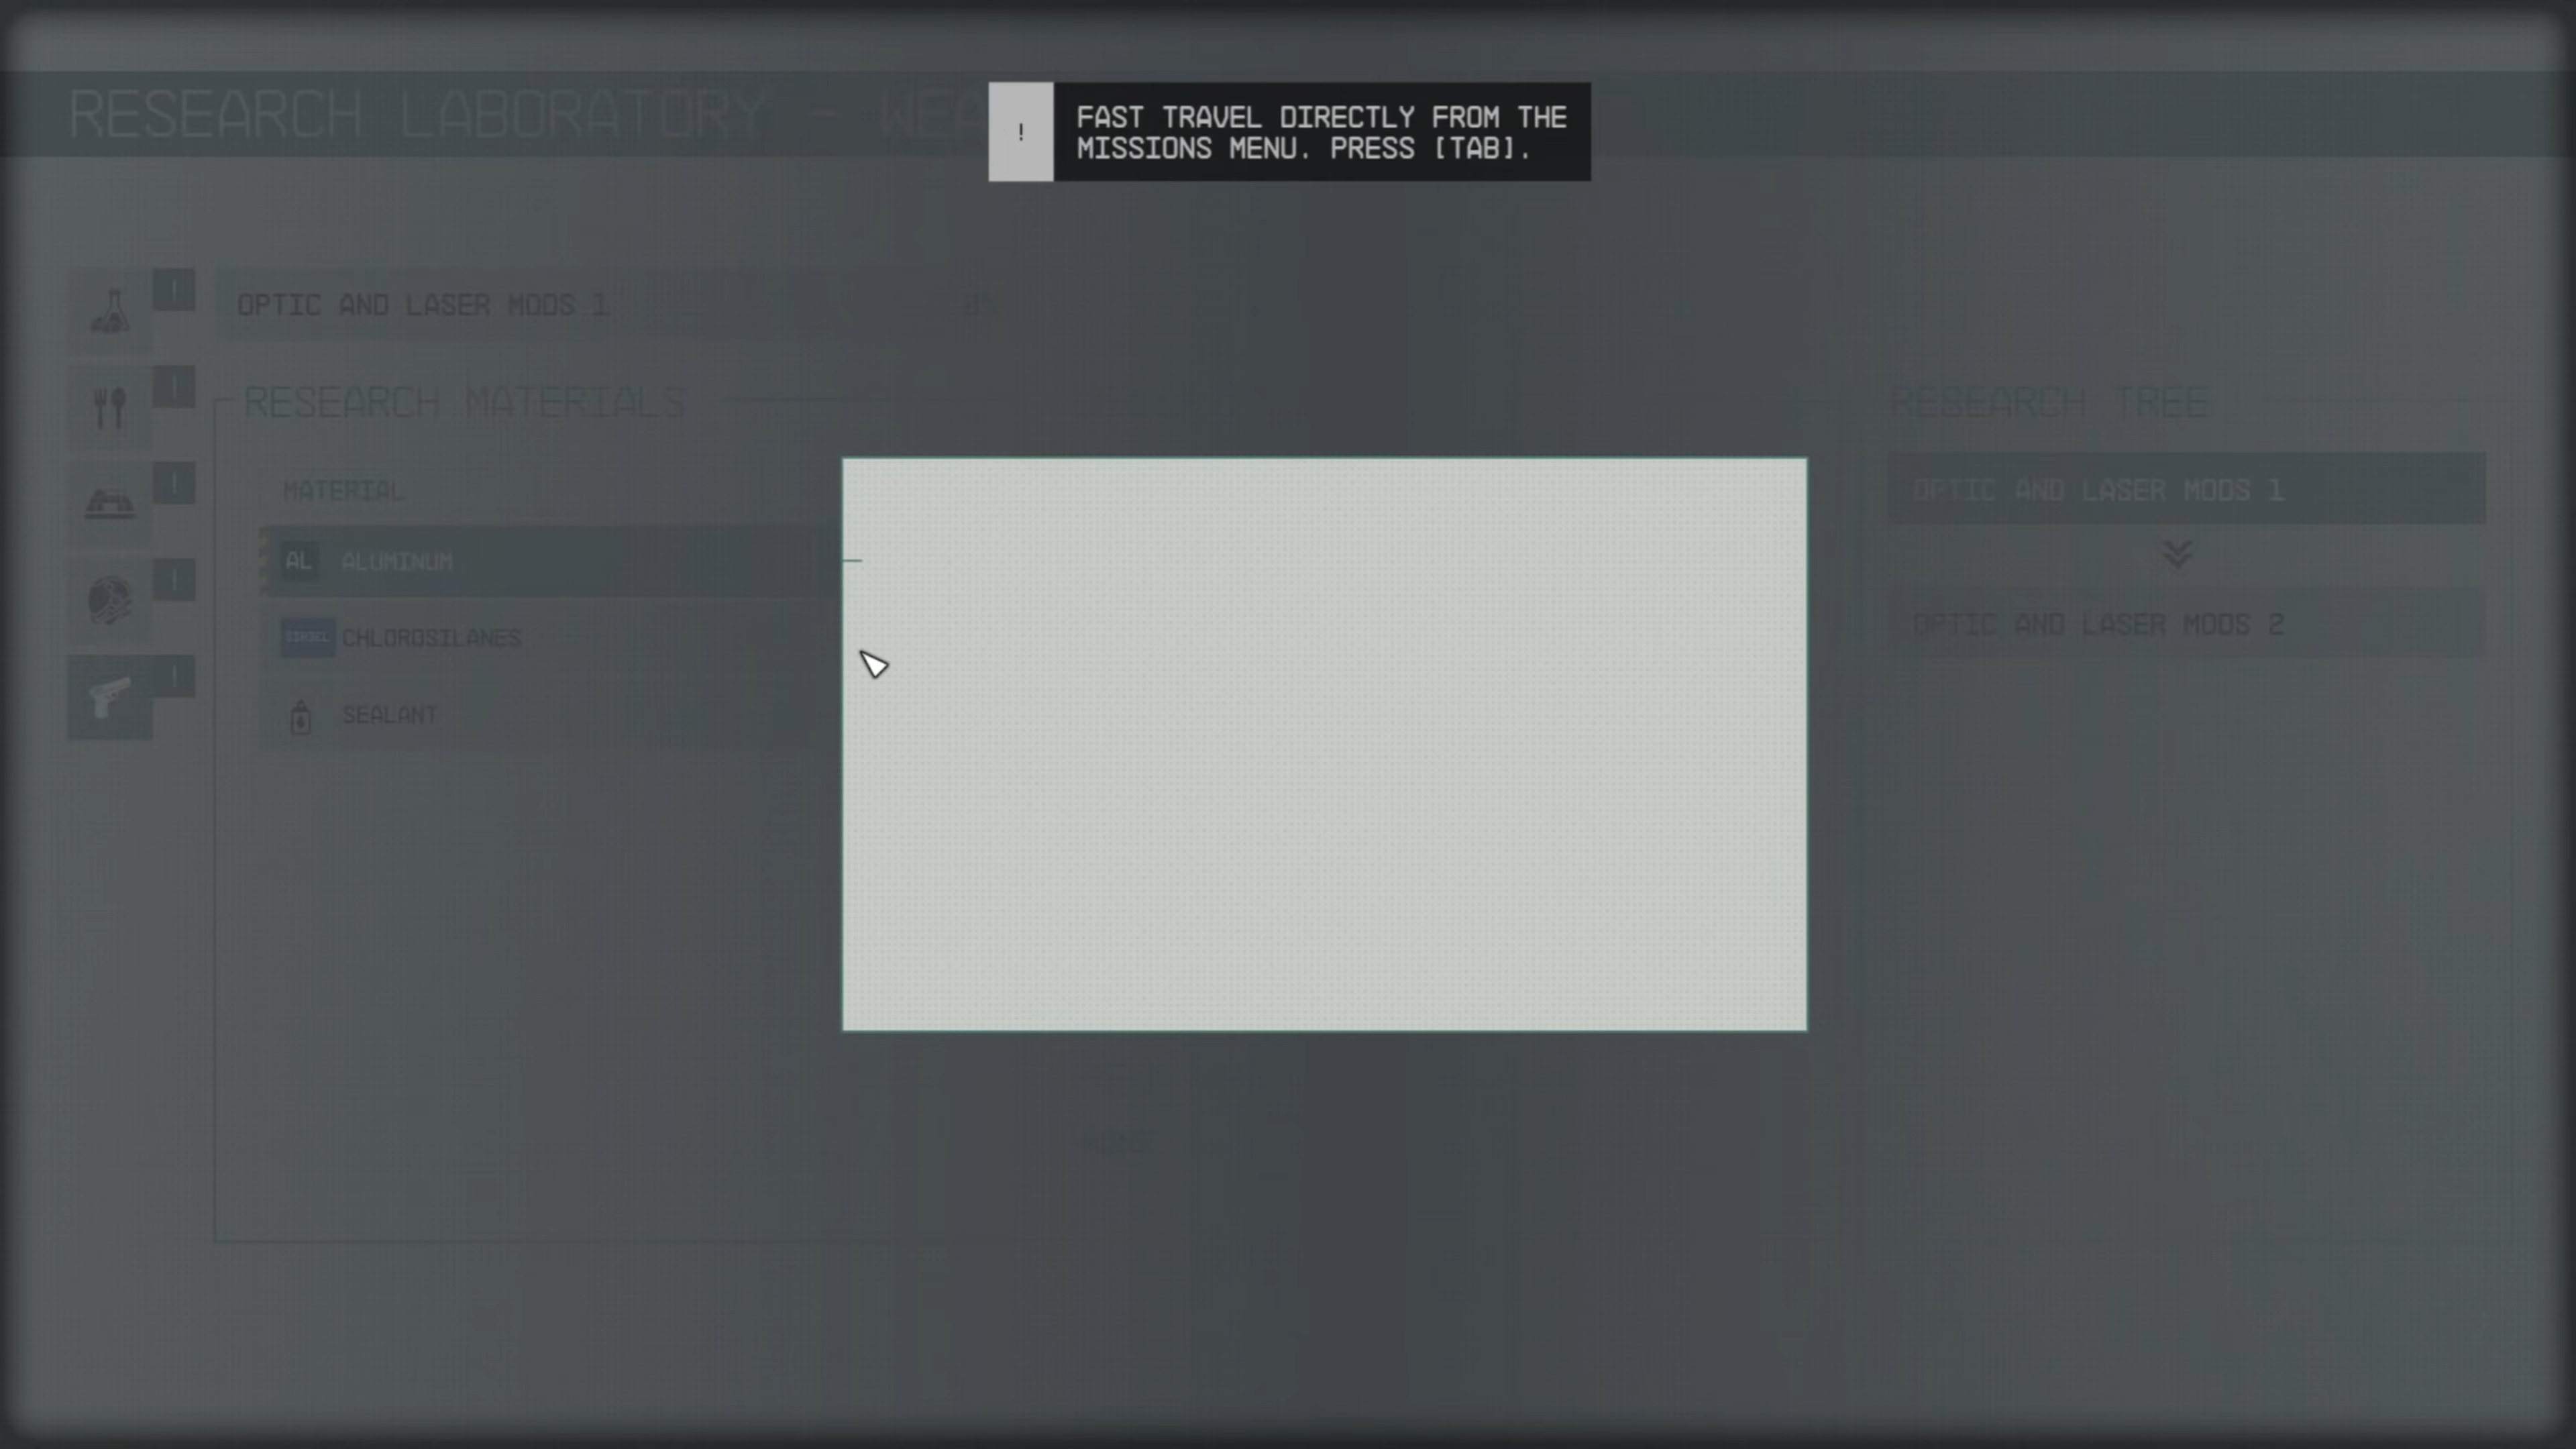 RESEARCH LABORATORY - WEA
!
FAST TRAVEL DIRECTLY FROM THE
MISSIONS MENU. PRESS [TAB].
!
OPTIC AND LASER MODS 1
!
RESEARCH MATERIALS
RESEARCH TREE
!
MATERIAL
OPTIC AND LASER MODS 1
AL ALUMINUM
!
CHLOROSILANES
OPTIC AND LASER MODS 2
!
SEALANT